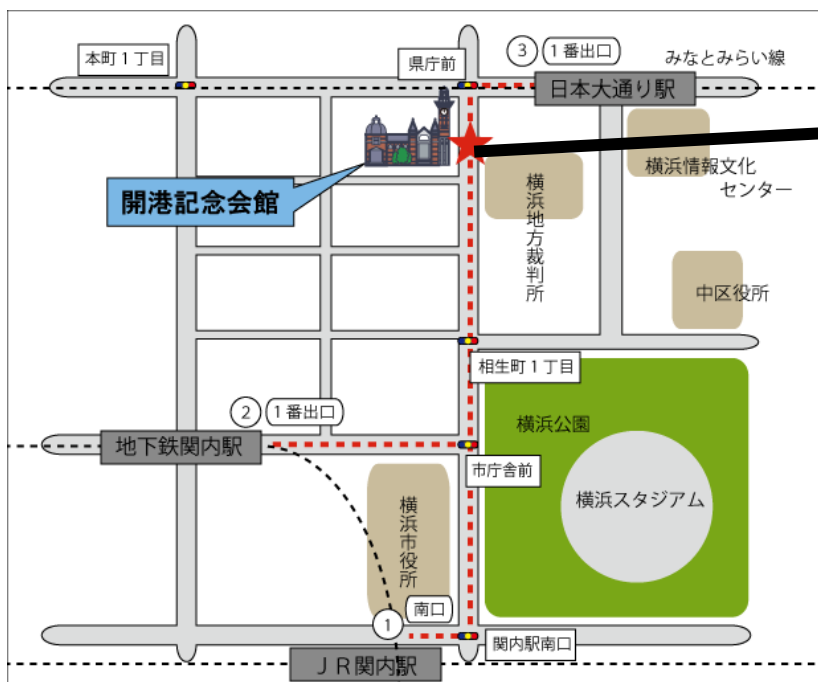 ③ 1番出口
みなとみらい線
本町1丁目
県庁前
日本大通り駅
横浜情報文化
センター
開港記念会館
横浜地方裁判所
中区役所
相生町1丁目
② 1番出口
横浜公園
地下鉄関内駅
市庁舎前
横浜スタジアム
横浜市役所
① 南口
関内駅南口
JR関内駅